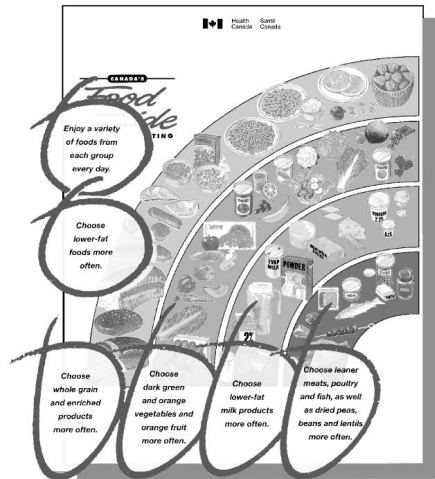 Health Santé
Canada Canada
CANADA'S
Food
Enjoy a variety
of foods from
each group
every day.
Choose
lower-fat
foods more
often.
EVAP
MILK
POWDER
2%
Choose
whole grain
and enriched
products
more often.
Choose
dark green
and orange
vegetables and
orange fruit
more often.
Choose
lower-fat
milk products
more often.
Choose leaner
meats, poultry
and fish, as well
as dried peas,
beans and lentils
more often.